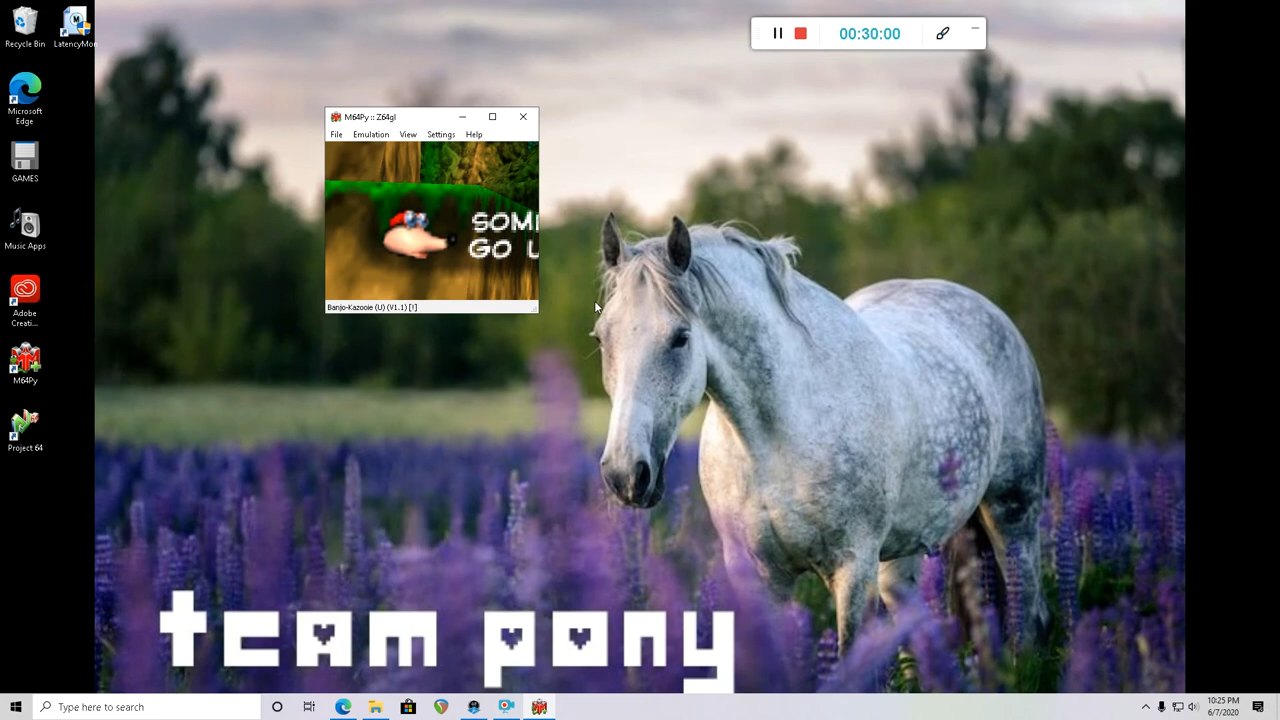 00:30:00
Recycle Bin
LatencyMon
Microsoft
Edge
GAMES
Music Apps
Adobe
Creati...
M64Py
Project 64
M64Py :: Z64gl
File Emulation View Settings Help
SOM
GO
Banjo-Kazooie (U) (V1.1) [!]
team pony
Type here to search
10:25 PM
6/7/2020